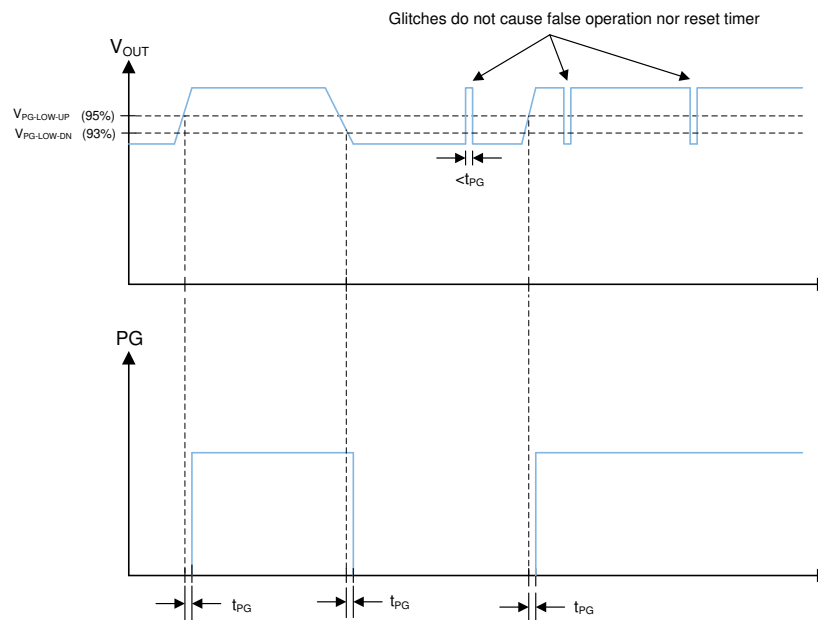 Glitches do not cause false operation nor reset timer
VOUT
VPG-LOW-UP (95%)
VPG-LOW-DN (93%)
<tPG
PG
tPG
tPG
tPG